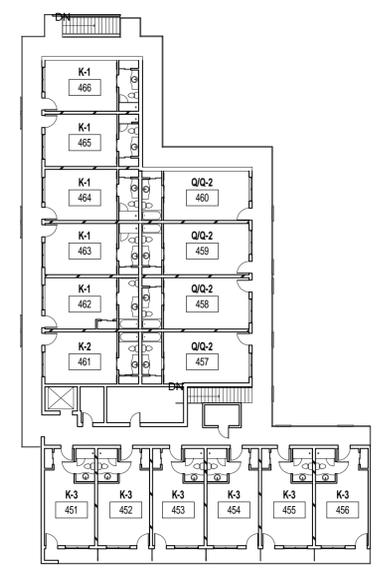 DN
K-1
466
K-1
465
K-1
464
Q/Q-2
460
K-1
463
Q/Q-2
459
K-1
462
Q/Q-2
458
K-2
461
Q/Q-2
457
DN
K-3
451
K-3
452
K-3
453
K-3
454
K-3
455
K-3
456